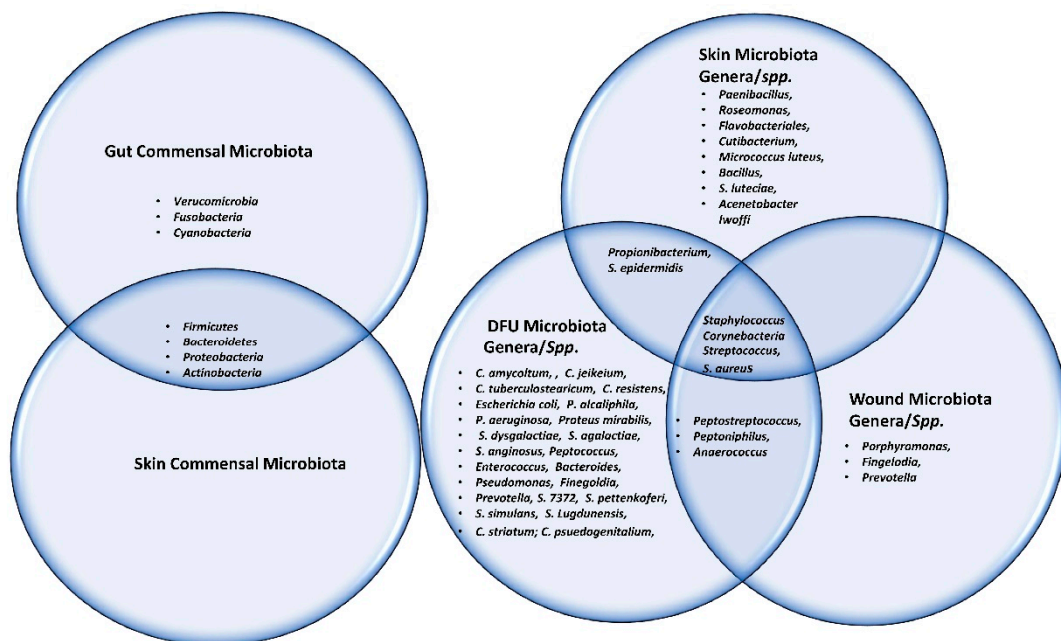 Gut Commensal Microbiota
• Verucomicrobia
• Fusobacteria
• Cyanobacteria
• Firmicutes
• Bacteroidetes
• Proteobacteria
• Actinobacteria
Skin Commensal Microbiota
Skin Microbiota
Genera/spp.
• Paenibacillus,
• Roseomonas,
• Flavobacteriales,
• Cutibacterium,
• Micrococcus luteus,
• Bacillus,
• S. luteciae,
• Acenetobacter
Iwoffi
Propionibacterium,
S. epidermidis
Staphylococcus
Corynebacteria
Streptococcus,
S. aureus
DFU Microbiota
Genera/Spp.
• C. amycoltum, , C. jeikeium,
• C. tuberculostearicum, C. resistens,
• Escherichia coli, P. alcaliphila,
• P. aeruginosa, Proteus mirabilis,
• S. dysgalactiae, S. agalactiae,
• S. anginosus, Peptococcus,
• Enterococcus, Bacteroides,
• Pseudomonas, Finegoldia,
• Prevotella, S. 7372, S. pettenkoferi,
• S. simulans, S. Lugdunensis,
• C. striatum; C. psuedogenitalium,
• Peptostreptococcus,
• Peptoniphilus,
• Anaerococcus
Wound Microbiota
Genera/Spp.
• Porphyramonas,
• Fingelodia,
• Prevotella